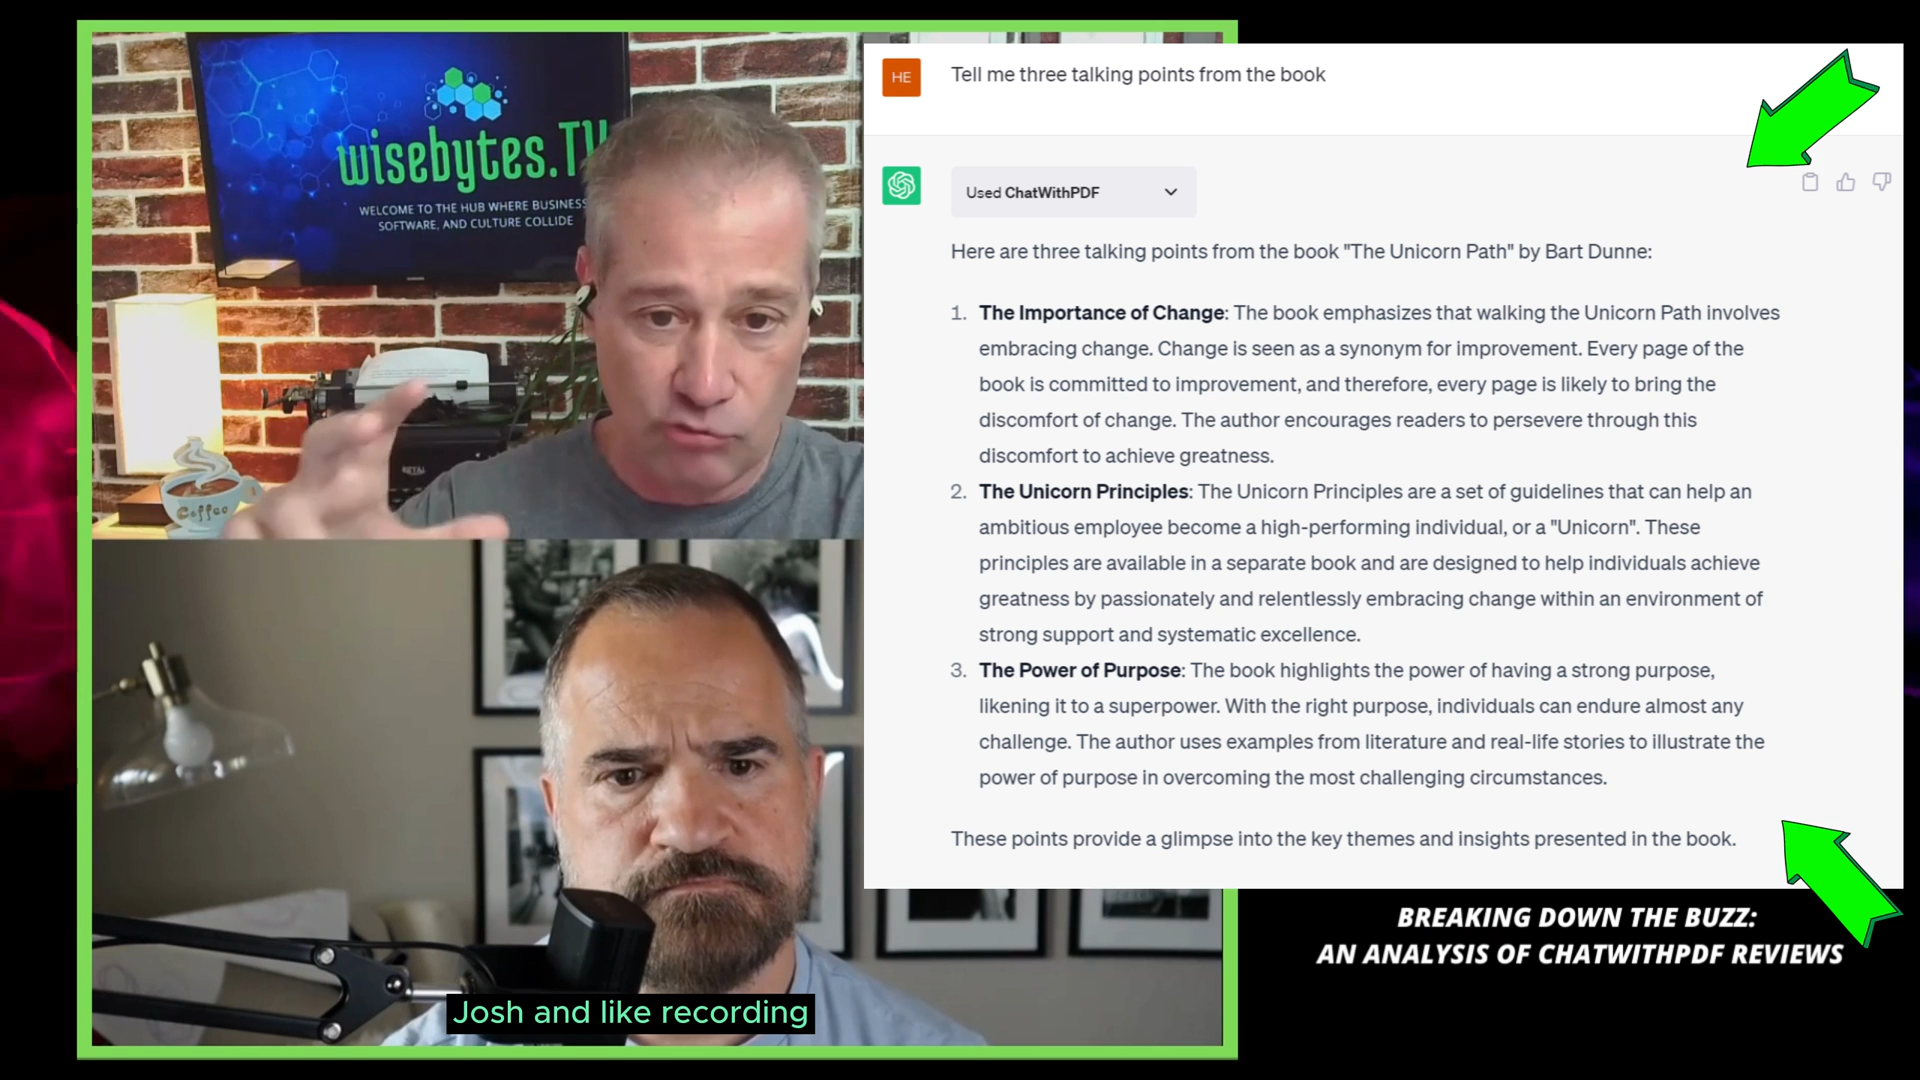 wisebytes.TV
WELCOME TO THE HUB WHERE BUSINESS,
SOFTWARE, AND CULTURE COLLIDE
Coffee
ROYAL
Josh and like recording
HE
Tell me three talking points from the book
Used ChatWithPDF
Here are three talking points from the book "The Unicorn Path" by Bart Dunne:
1. The Importance of Change: The book emphasizes that walking the Unicorn Path involves
embracing change. Change is seen as a synonym for improvement. Every page of the
book is committed to improvement, and therefore, every page is likely to bring the
discomfort of change. The author encourages readers to persevere through this
discomfort to achieve greatness.
2. The Unicorn Principles: The Unicorn Principles are a set of guidelines that can help an
ambitious employee become a high-performing individual, or a "Unicorn". These
principles are available in a separate book and are designed to help individuals achieve
greatness by passionately and relentlessly embracing change within an environment of
strong support and systematic excellence.
3. The Power of Purpose: The book highlights the power of having a strong purpose,
likening it to a superpower. With the right purpose, individuals can endure almost any
challenge. The author uses examples from literature and real-life stories to illustrate the
power of purpose in overcoming the most challenging circumstances.
These points provide a glimpse into the key themes and insights presented in the book.
BREAKING DOWN THE BUZZ:
AN ANALYSIS OF CHATWITHPDF REVIEWS